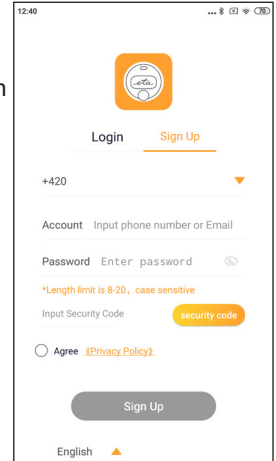 12:40
... 70
n
eta
Login Sign Up
+420
Account Input phone number or Email
Password Enter password
*Length limit is 8-20, case sensitive
Input Security Code security code
Agree 《Privacy Policy》
Sign Up
English